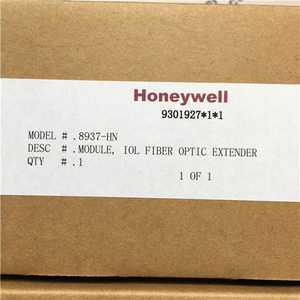 Honeywell
9301927*1*1
MODEL # .8937-HN
DESC # .MODULE, IOL FIBER OPTIC EXTENDER
QTY # .1
1 OF 1